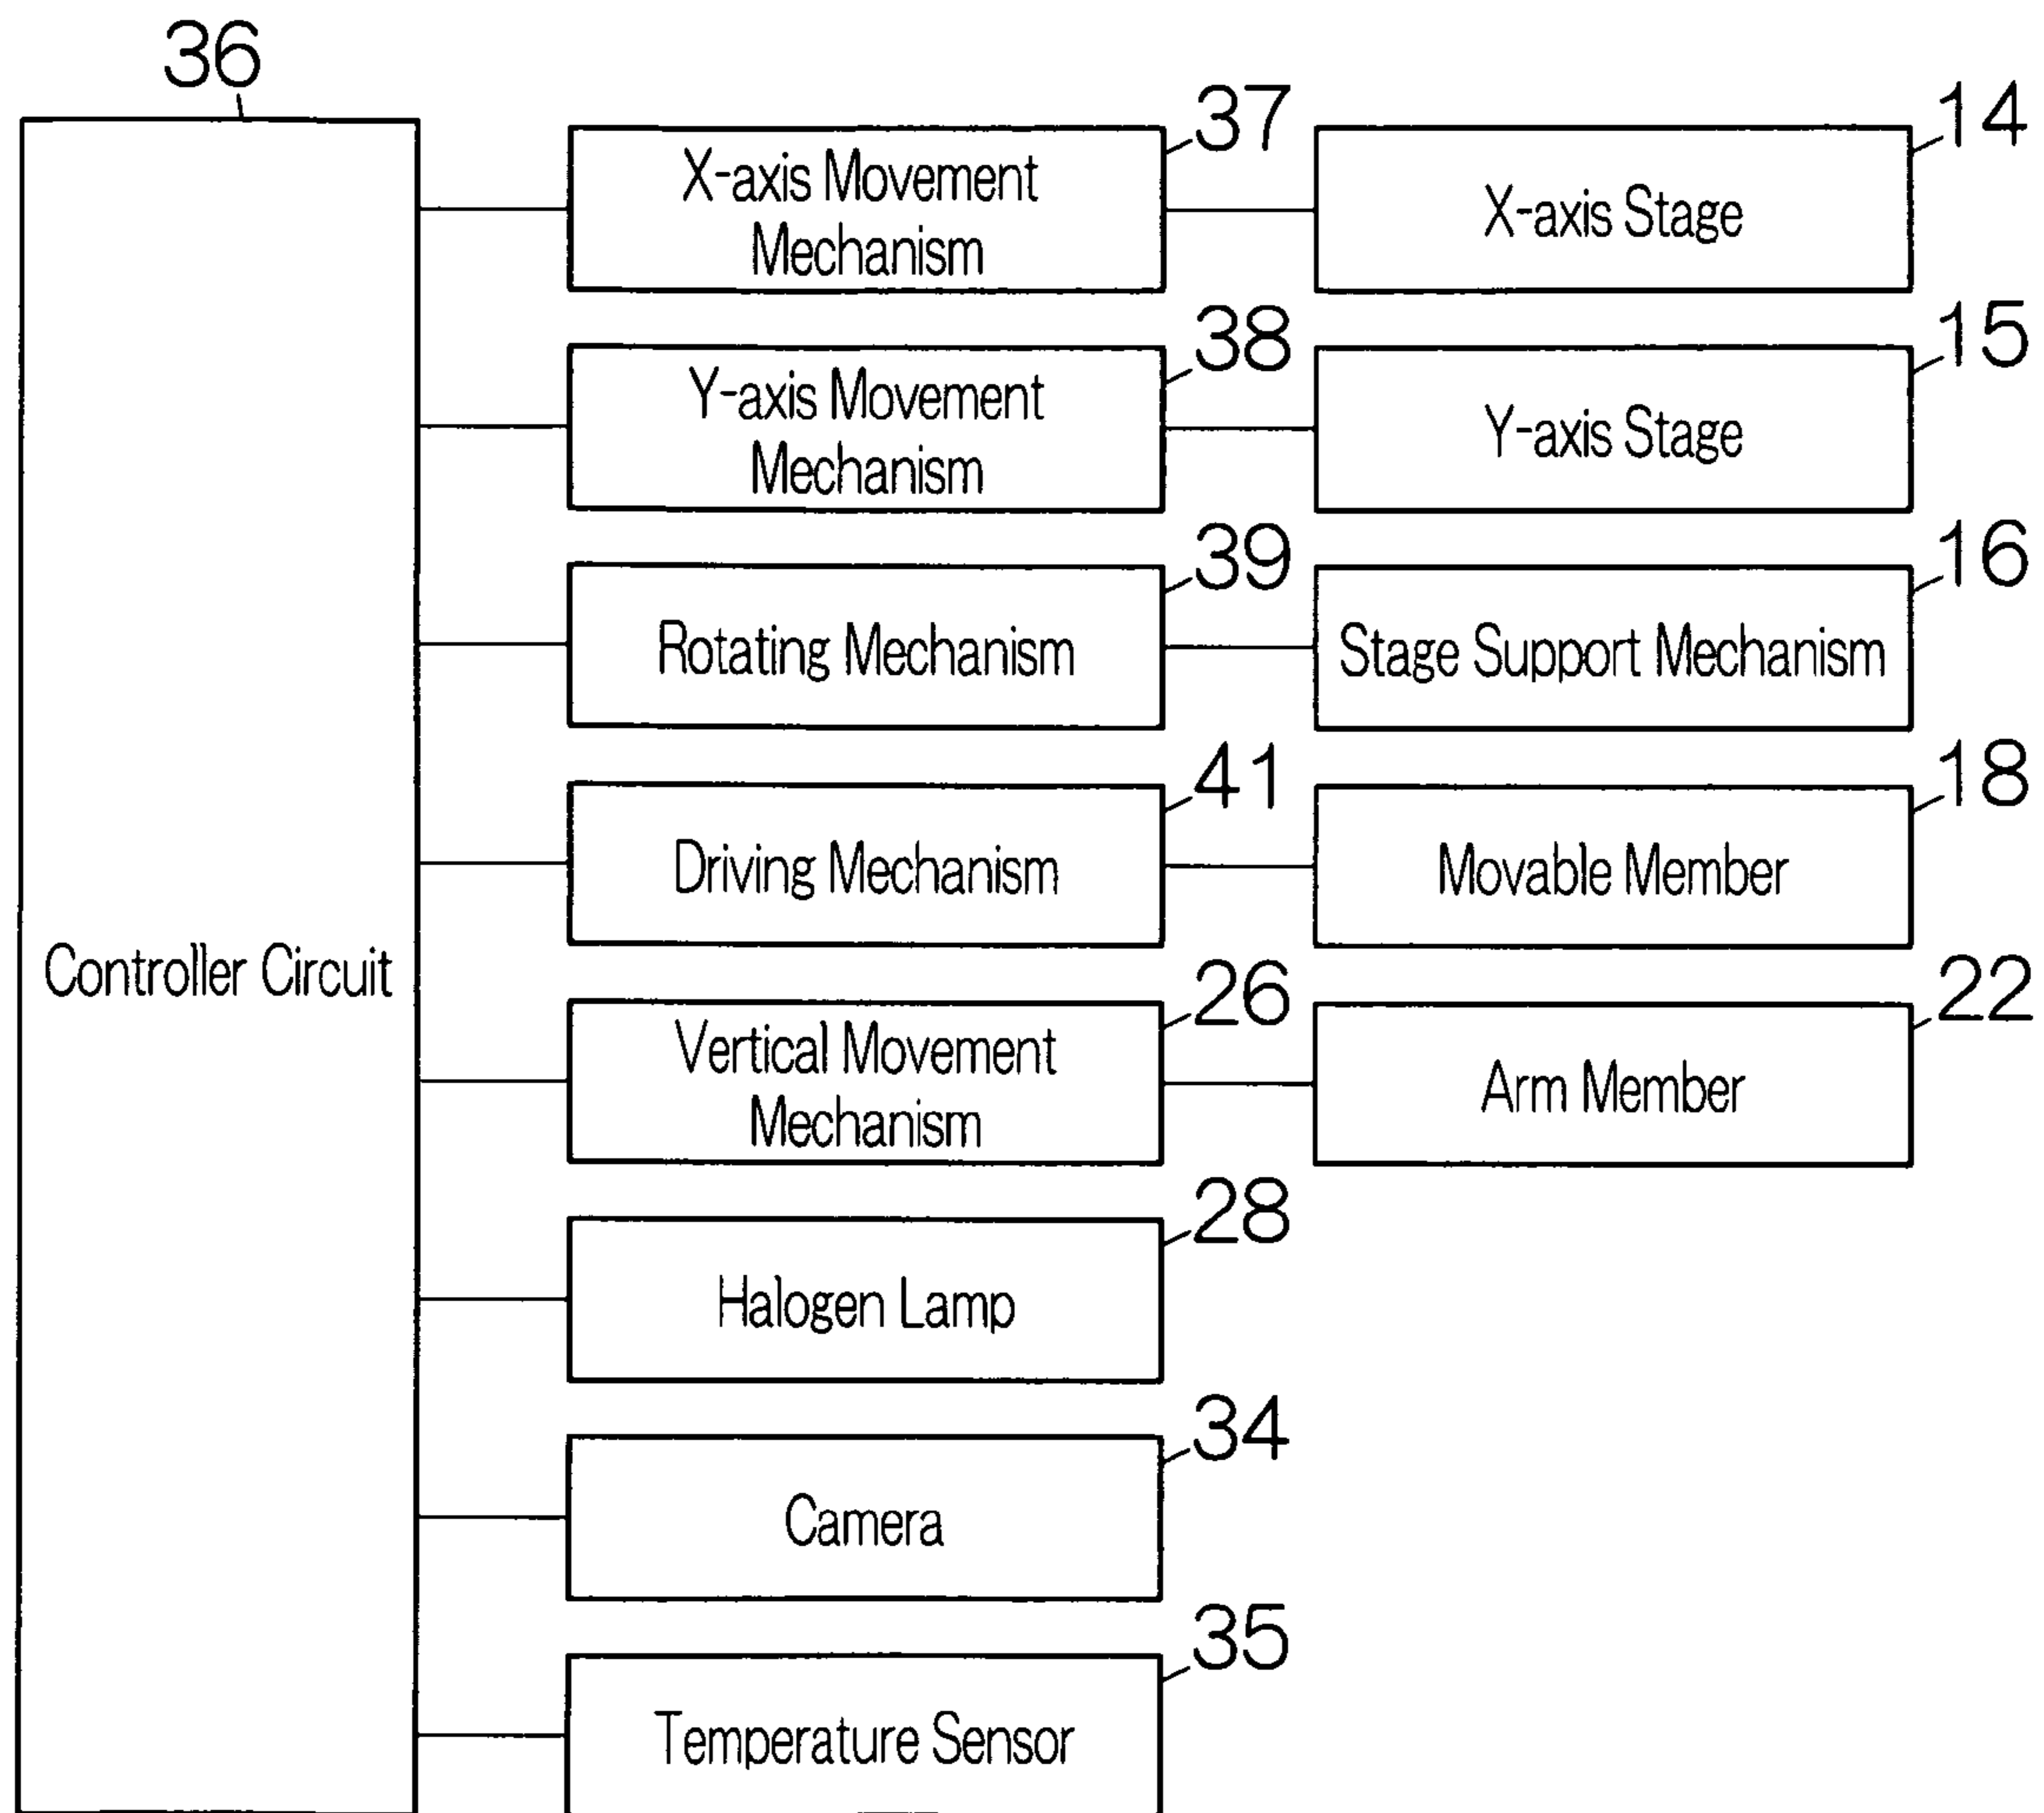 36
37
14
X-axis Movement
Mechanism
X-axis Stage
38
15
Y-axis Movement
Mechanism
Y-axis Stage
39
16
Rotating Mechanism
Stage Support Mechanism
41
18
Driving Mechanism
Movable Member
Controller Circuit
26
22
Vertical Movement
Mechanism
Arm Member
28
Halogen Lamp
34
Camera
35
Temperature Sensor